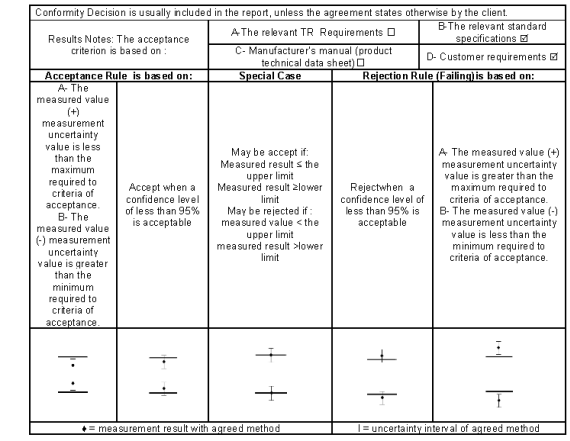 Conformity Decision is usually included in the report, unless the agreement states otherwise by the client.
Results Notes: The acceptance
criterion is based on :
A-The relevant TR Requirements ☐
B-The relevant standard
specifications ☑
C- Manufacturer's manual (product
technical data sheet) ☐
D- Customer requirements ☑
Acceptance Rule is based on:
Special Case
Rejection Rule (Failing) is based on:
A- The
measured value
(+)
measurement
uncertainty
value is less
than the
maximum
required to
criteria of
acceptance.
B- The
measured value
(-) measurement
uncertainty
value is greater
than the
minimum
required to
criteria of
acceptance.
Accept when a
confidence level
of less than 95%
is acceptable
May be accept if:
Measured result ≤ the
upper limit
Measured result ≥lower
limit
May be rejected if :
measured value < the
upper limit
measured result >lower
limit
Rejectwhen a
confidence level of
less than 95% is
acceptable
A- The measured value (+)
measurement uncertainty
value is greater than the
maximum required to
criteria of acceptance.
B- The measured value (-)
measurement uncertainty
value is less than the
minimum required to
criteria of acceptance.
♦ = measurement result with agreed method
I = uncertainty interval of agreed method